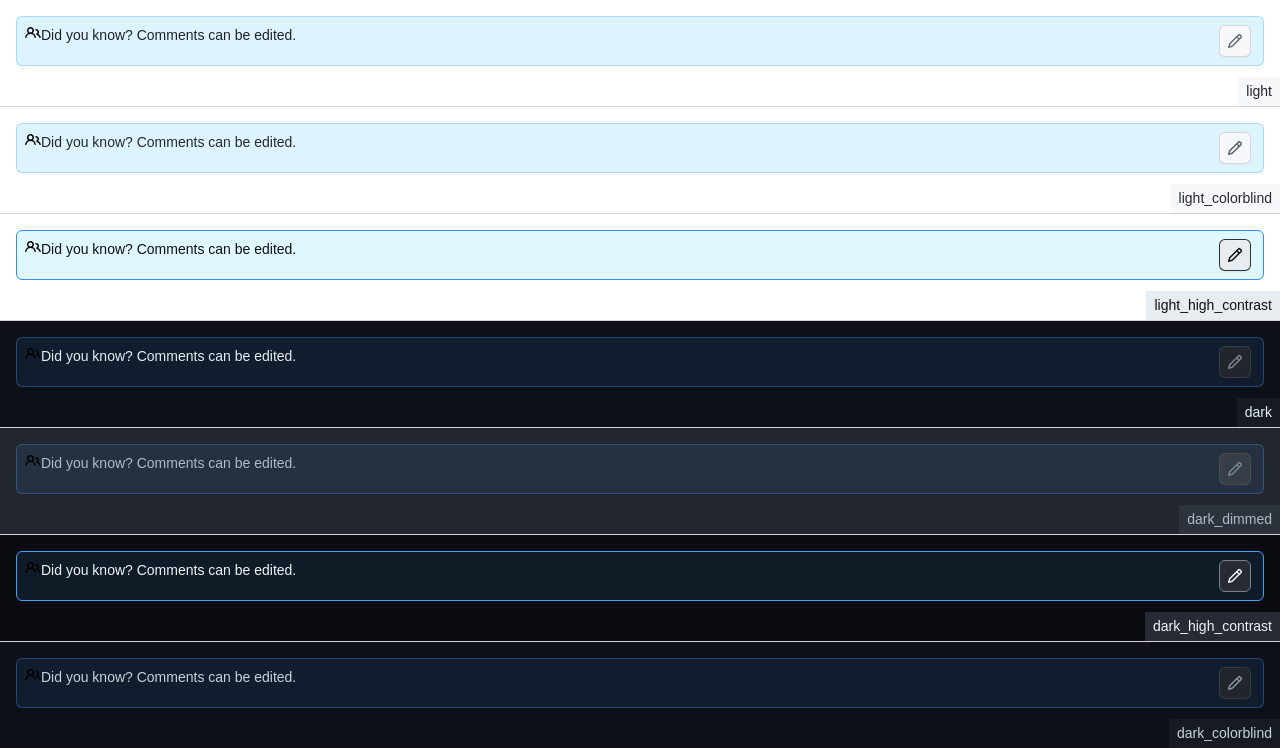 Did you know? Comments can be edited.
light
Did you know? Comments can be edited.
light_colorblind
Did you know? Comments can be edited.
light_high_contrast
Did you know? Comments can be edited.
dark
Did you know? Comments can be edited.
dark_dimmed
Did you know? Comments can be edited.
dark_high_contrast
Did you know? Comments can be edited.
dark_colorblind